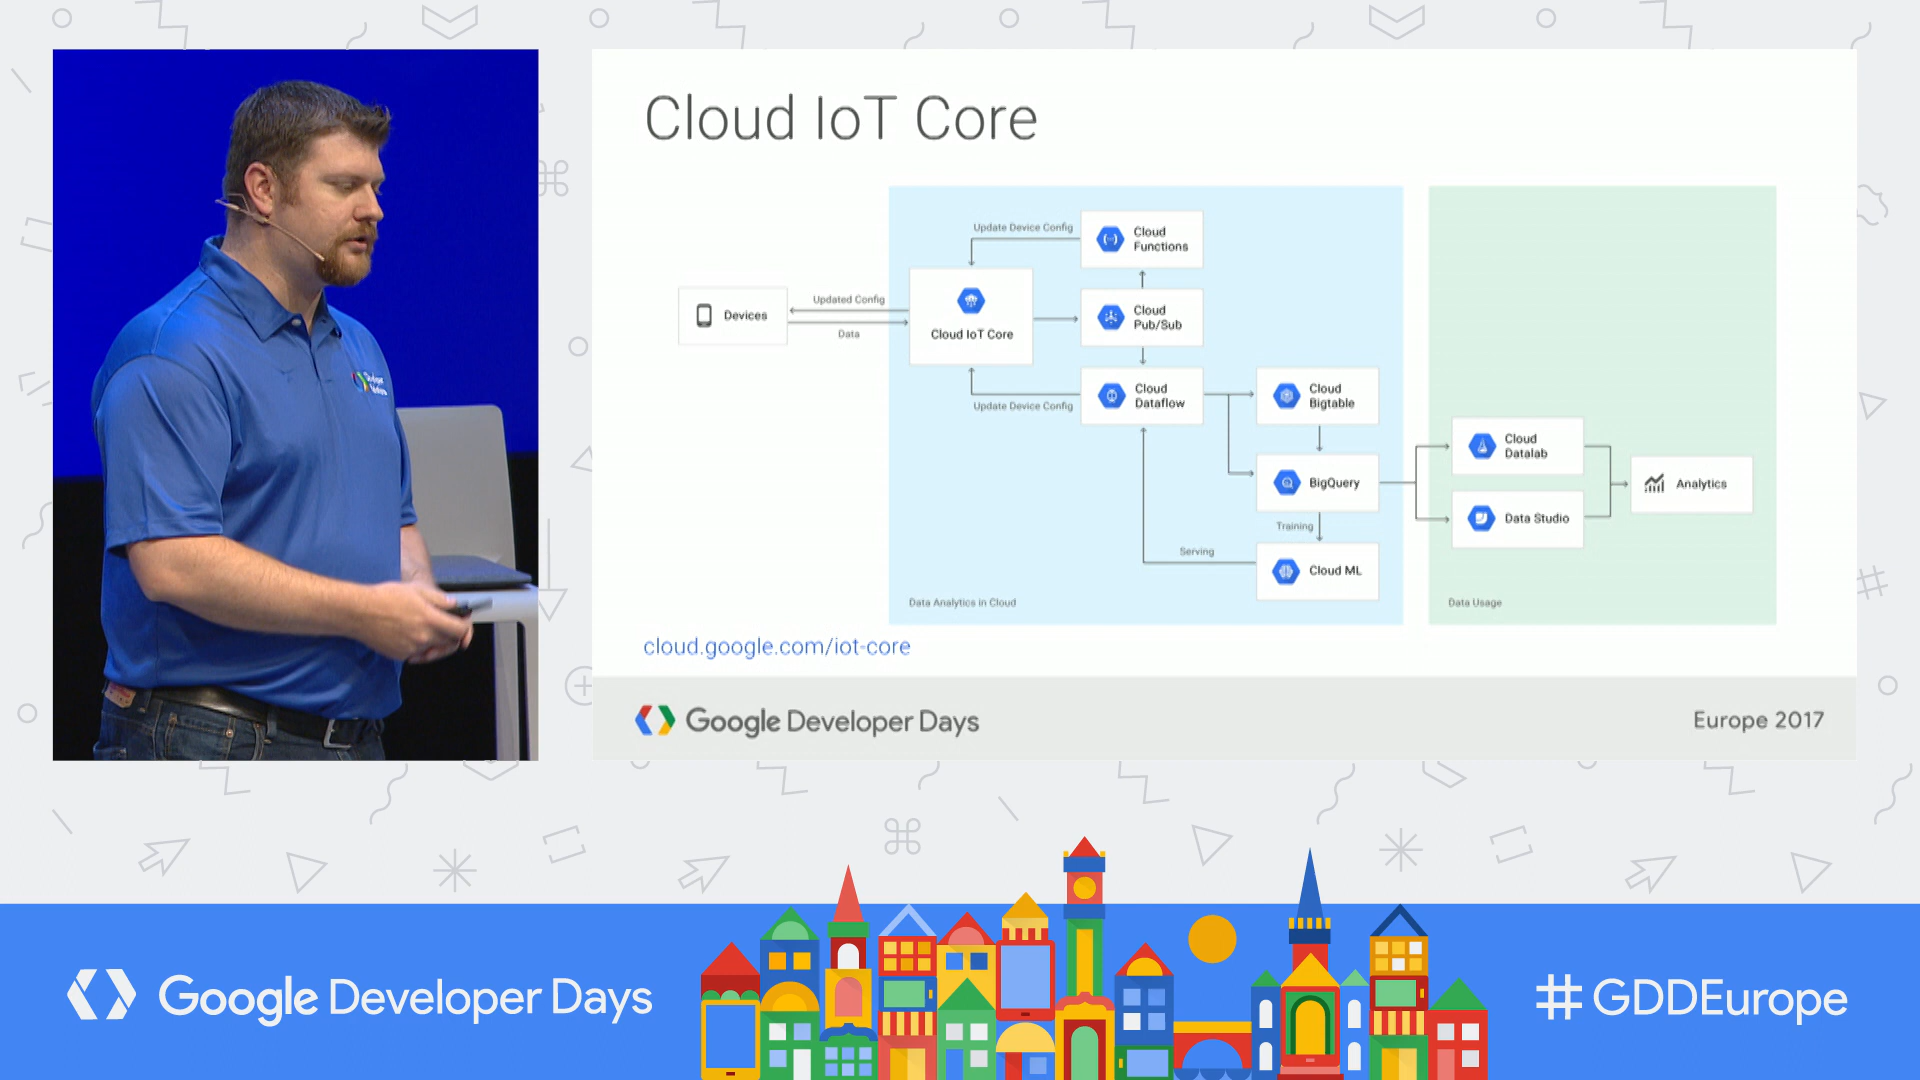 Cloud IoT Core
Update Device Config
Cloud
Functions
Devices
Updated Config
Data
Cloud IoT Core
Cloud
Pub/Sub
Update Device Config
Cloud
Dataflow
Cloud
Bigtable
BigQuery
Training
Serving
Cloud ML
Data Analytics in Cloud
Cloud
Datalab
Data Studio
Analytics
Data Usage
cloud.google.com/iot-core
Google Developer Days
Europe 2017
Google Developer Days
#GDDEurope